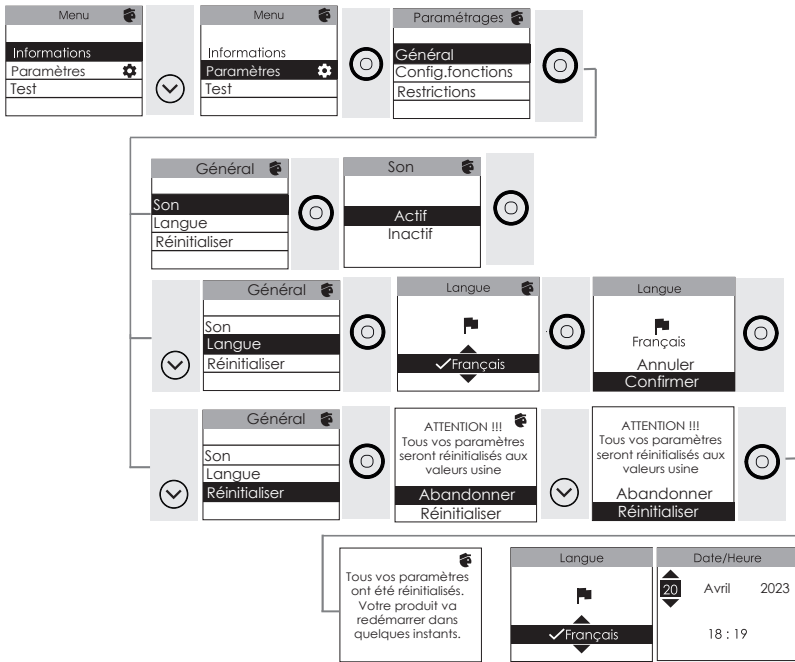 Menu
Informations
Paramètres
Test
Menu
Informations
Paramètres
Test
Paramétrages
Général
Config.fonctions
Restrictions
Général
Son
Langue
Réinitialiser
Son
Actif
Inactif
Général
Son
Langue
Réinitialiser
Langue
Français
Langue
Français
Annuler
Confirmer
Général
Son
Langue
Réinitialiser
ATTENTION !!!
Tous vos paramètres
seront réinitialisés aux
valeurs usine
Abandonner
Réinitialiser
ATTENTION !!!
Tous vos paramètres
seront réinitialisés aux
valeurs usine
Abandonner
Réinitialiser
Tous vos paramètres
ont été réinitialisés.
Votre produit va
redémarrer dans
quelques instants.
Langue
Français
Date/Heure
20 Avril 2023
18 : 19